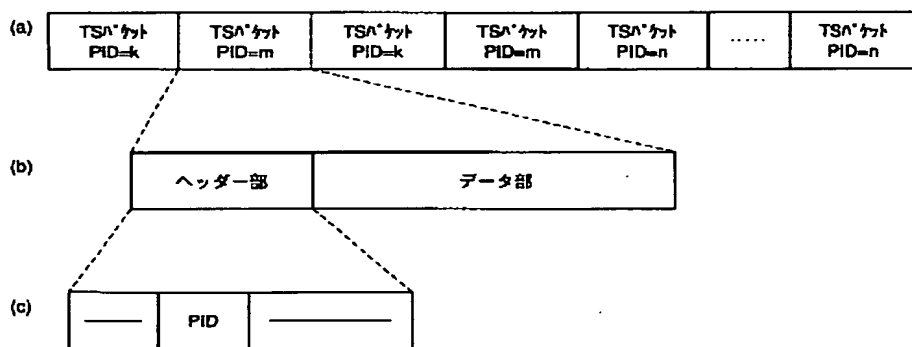 (a)
TSﾊﾟｹｯﾄ
PID=k
TSﾊﾟｹｯﾄ
PID=m
TSﾊﾟｹｯﾄ
PID=k
TSﾊﾟｹｯﾄ
PID=m
TSﾊﾟｹｯﾄ
PID=n
.....
TSﾊﾟｹｯﾄ
PID=n
(b)
ヘッダー部
データ部
(c)
PID